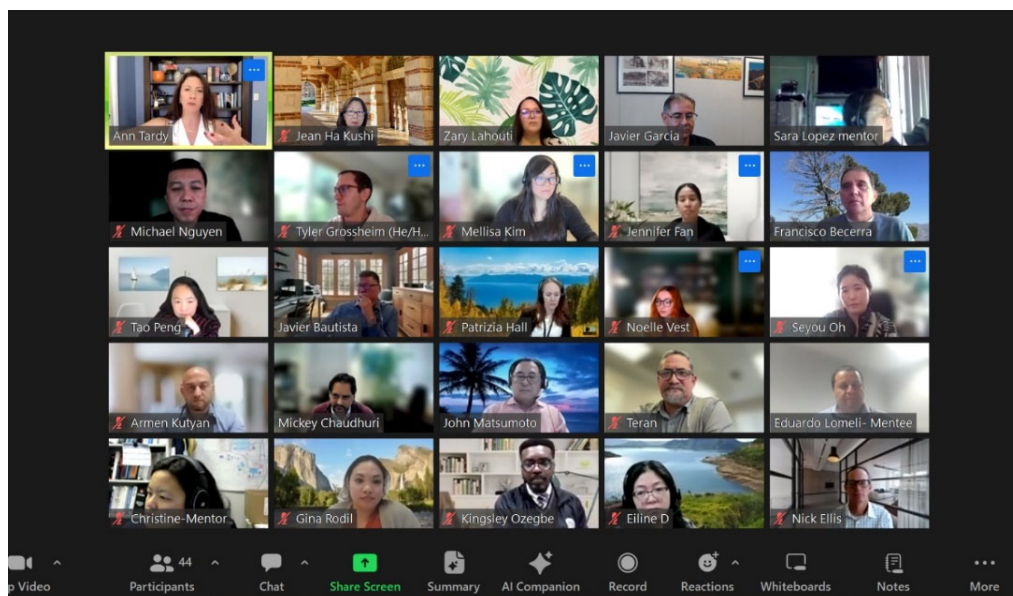 Ann Tardy
Jean Ha Kushi
Zary Lahouti
Javier Garcia
Sara Lopez mentor
Michael Nguyen
Tyler Grossheim (He/H...
Mellisa Kim
Jennifer Fan
Francisco Becerra
Tao Peng
Javier Bautista
Patrizia Hall
Noelle Vest
Seyou Oh
Armen Kutyan
Mickey Chaudhuri
John Matsumoto
Teran
Eduardo Lomeli- Mentee
Christine-Mentor
Gina Rodil
Kingsley Ozegbe
Eiline D
Nick Ellis
44
p Video
Participants
Chat
Share Screen
Summary
AI Companion
Record
Reactions
Whiteboards
Notes
More